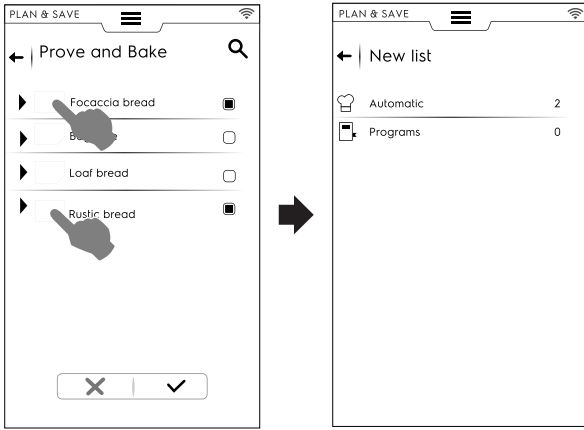 PLAN & SAVE
Prove and Bake
Focaccia bread
Loaf bread
Rustic bread
PLAN & SAVE
New list
Automatic 2
Programs 0